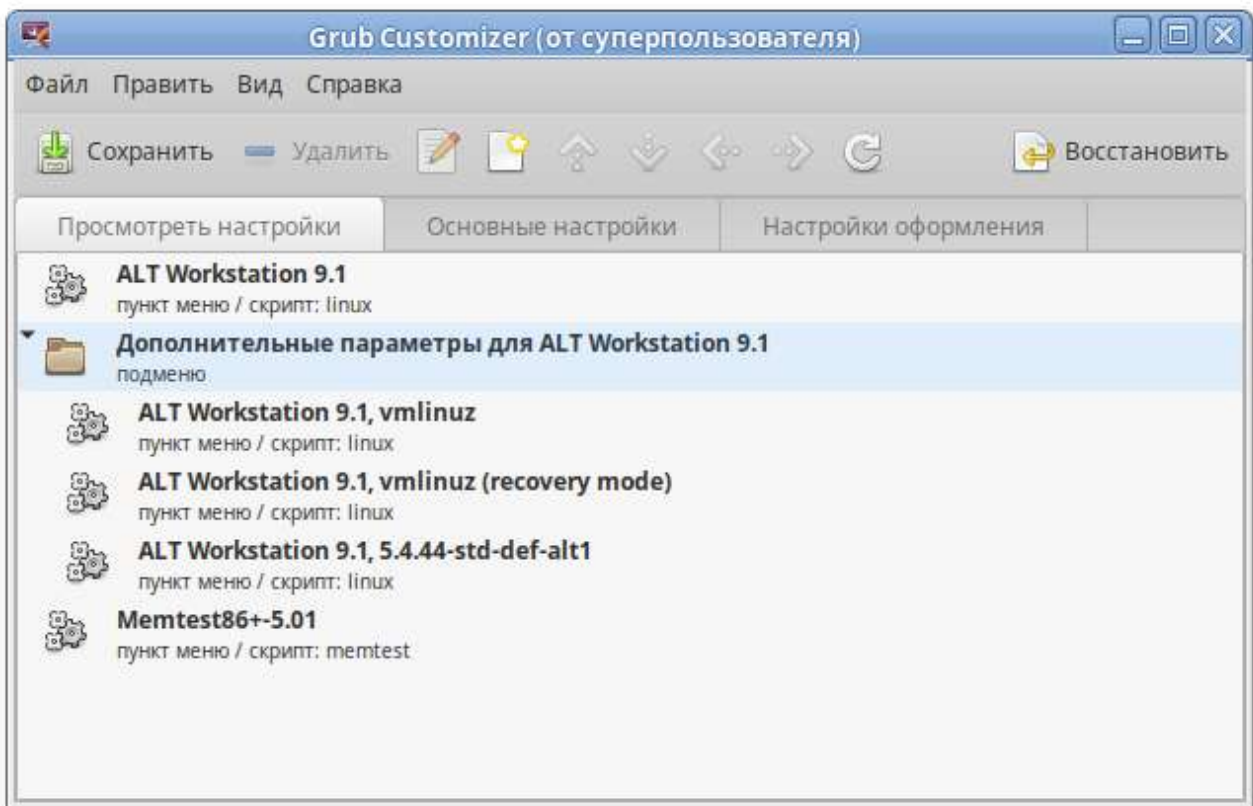 Grub Customizer (от суперпользователя)
Файл Править Вид Справка
Сохранить Удалить Восстановить
Просмотреть настройки Основные настройки Настройки оформления
ALT Workstation 9.1
пункт меню / скрипт: linux
Дополнительные параметры для ALT Workstation 9.1
подменю
ALT Workstation 9.1, vmlinuz
пункт меню / скрипт: linux
ALT Workstation 9.1, vmlinuz (recovery mode)
пункт меню / скрипт: linux
ALT Workstation 9.1, 5.4.44-std-def-alt1
пункт меню / скрипт: linux
Memtest86+-5.01
пункт меню / скрипт: memtest